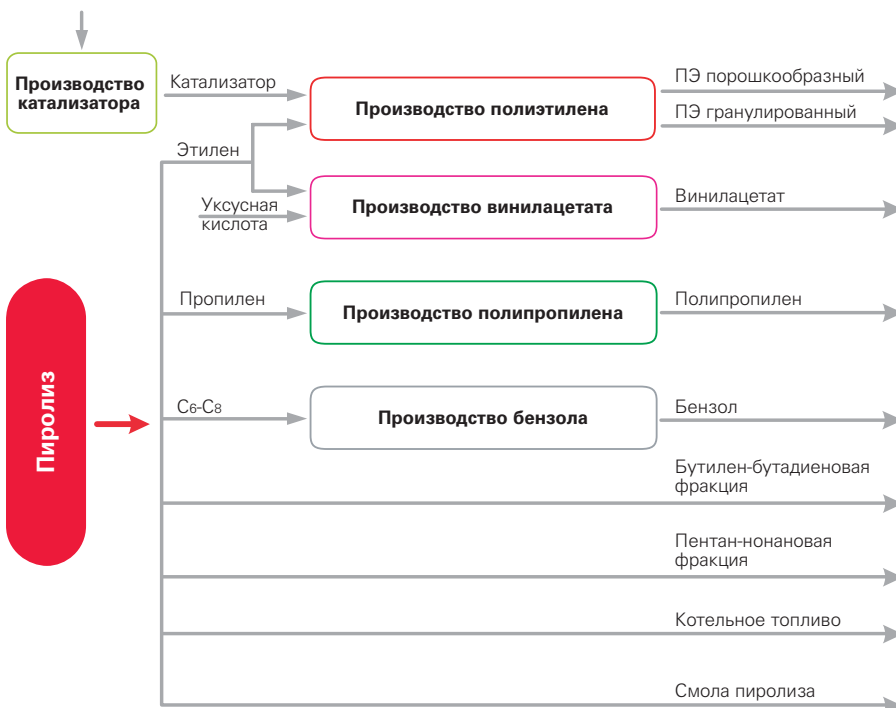 Производство
катализатора
Катализатор
Производство полиэтилена
ПЭ порошкообразный
ПЭ гранулированный
Этилен
Уксусная
кислота
Производство винилацетата
Винилацетат
Пропилен
Производство полипропилена
Полипропилен
Пиролиз
C6-C8
Производство бензола
Бензол
Бутилен-бутадиеновая
фракция
Пентан-нонановая
фракция
Котельное топливо
Смола пиролиза